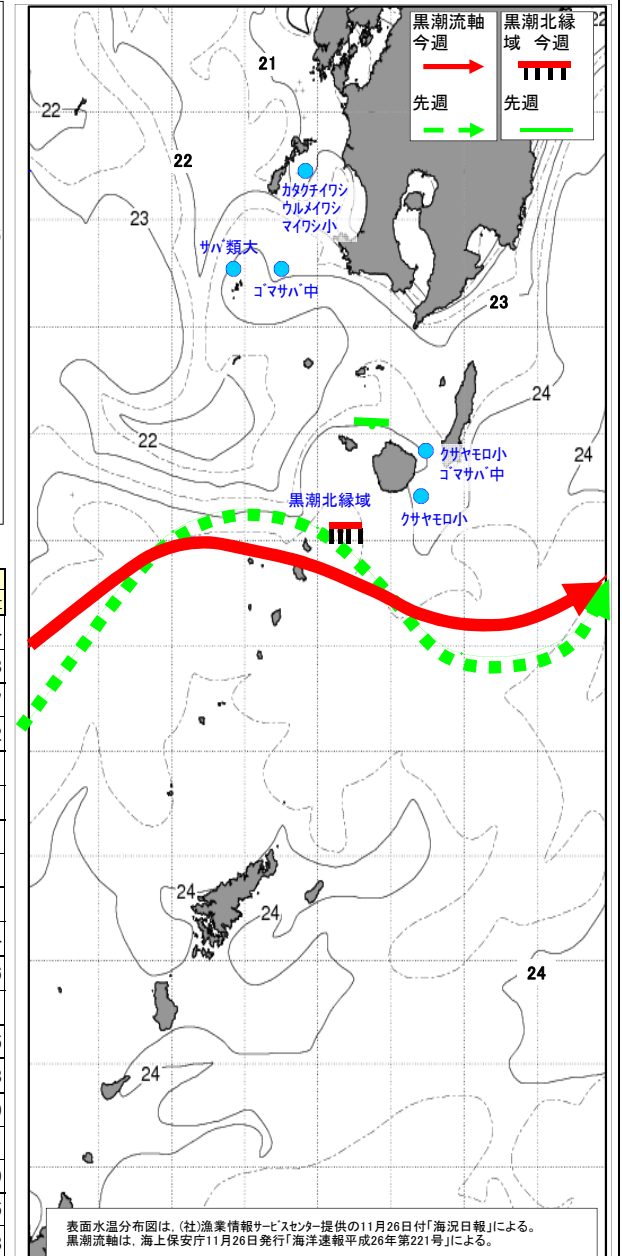 黒潮流軸
今週
先週
黒潮北縁
域 今週
先週
22
21
22
22
23
カタクチイワシ
ウルメイワシ
マイワシ小
サバ類大
ゴマサバ中
23
24
24
22
クサヤモロ小
ゴマサバ中
クサヤモロ小
黒潮北縁域
24
24
24
24
表面水温分布図は，(社)漁業情報サービスセンター提供の11月26日付「海況日報」による。
黒潮流軸は，海上保安庁11月26日発行「海洋速報平成26年第221号」による。